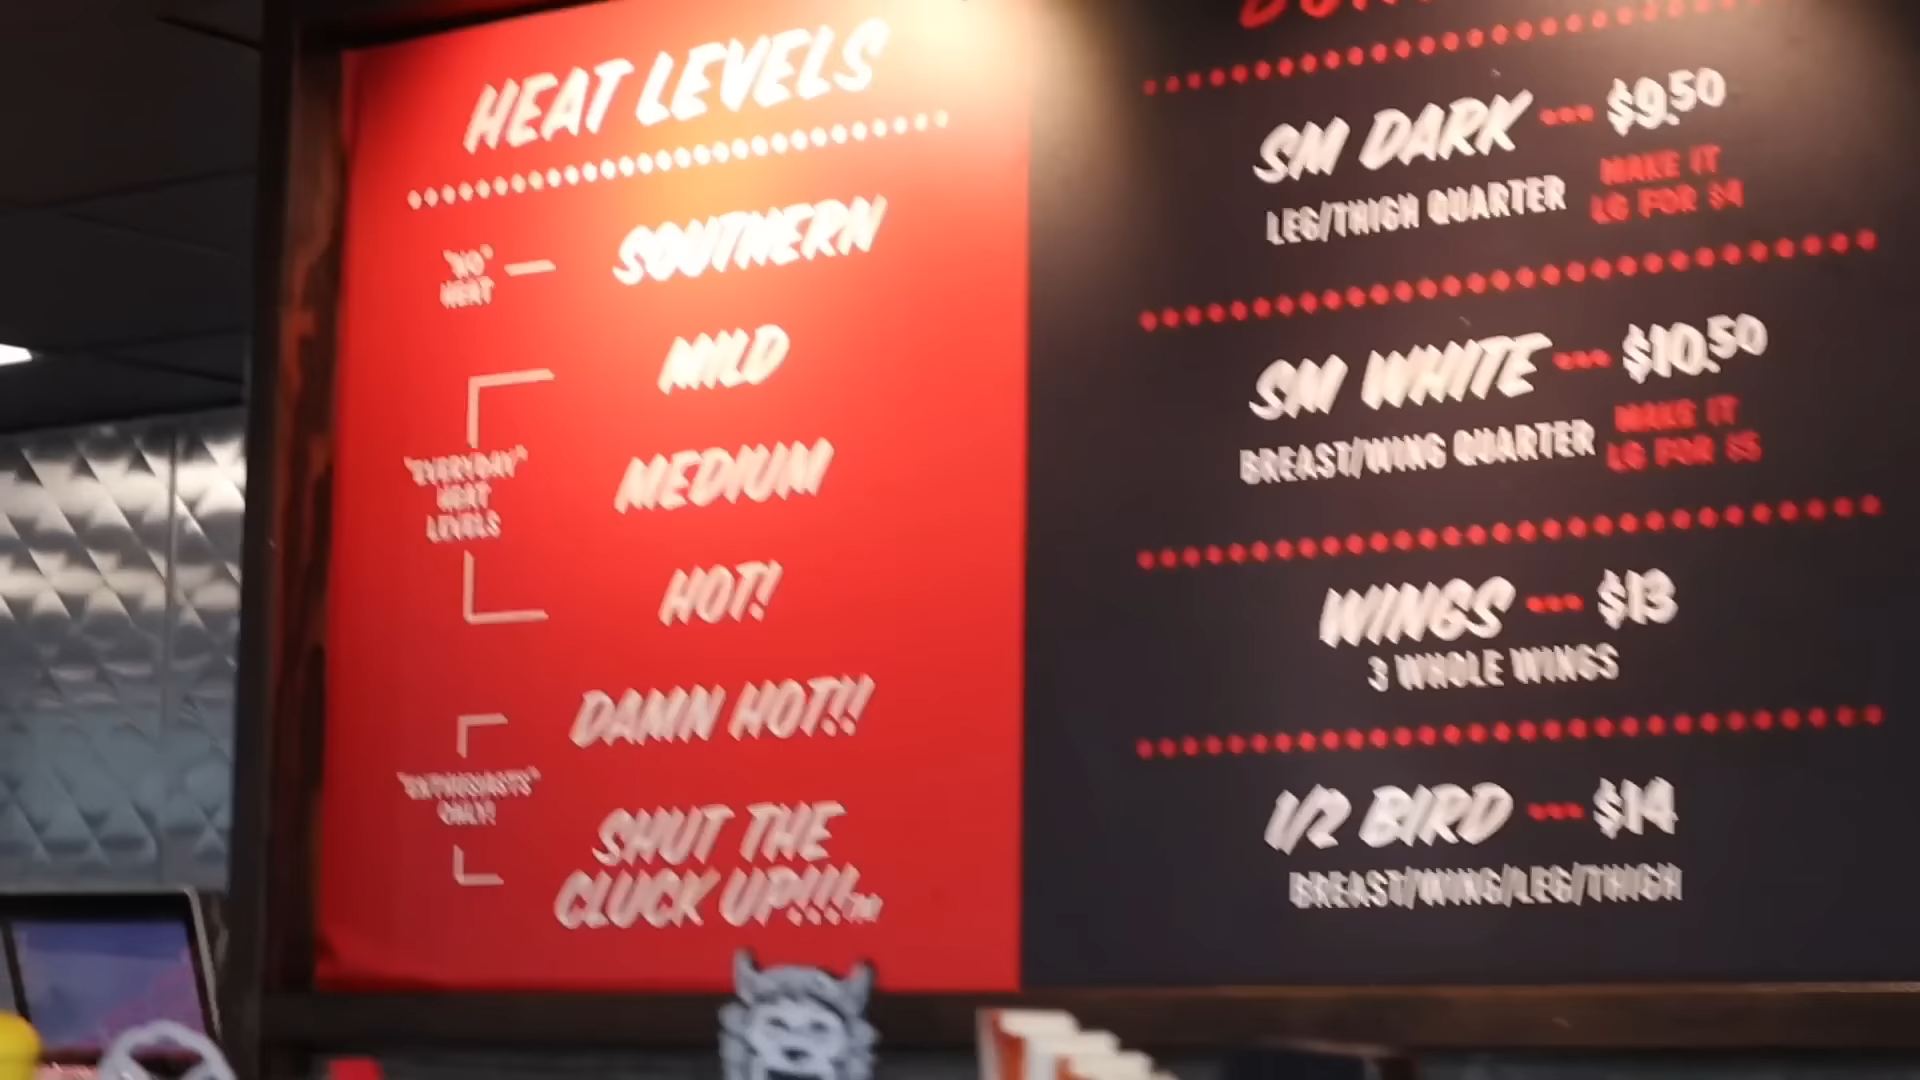 HEAT LEVELS
"NO"
HEAT
SOUTHERN
MILD
"EVERYDAY"
HEAT
LEVELS
MEDIUM
HOT!
DAMN HOT!!
"ENTHUSIASTS"
ONLY!
SHUT THE
CLUCK UP!!!™
SM DARK --- $9.50
LEG/THIGH QUARTER
MAKE IT
LG FOR $4
SM WHITE --- $10.50
BREAST/WING QUARTER
MAKE IT
LG FOR $5
WINGS --- $13
3 WHOLE WINGS
1/2 BIRD --- $14
BREAST/WING/LEG/THIGH